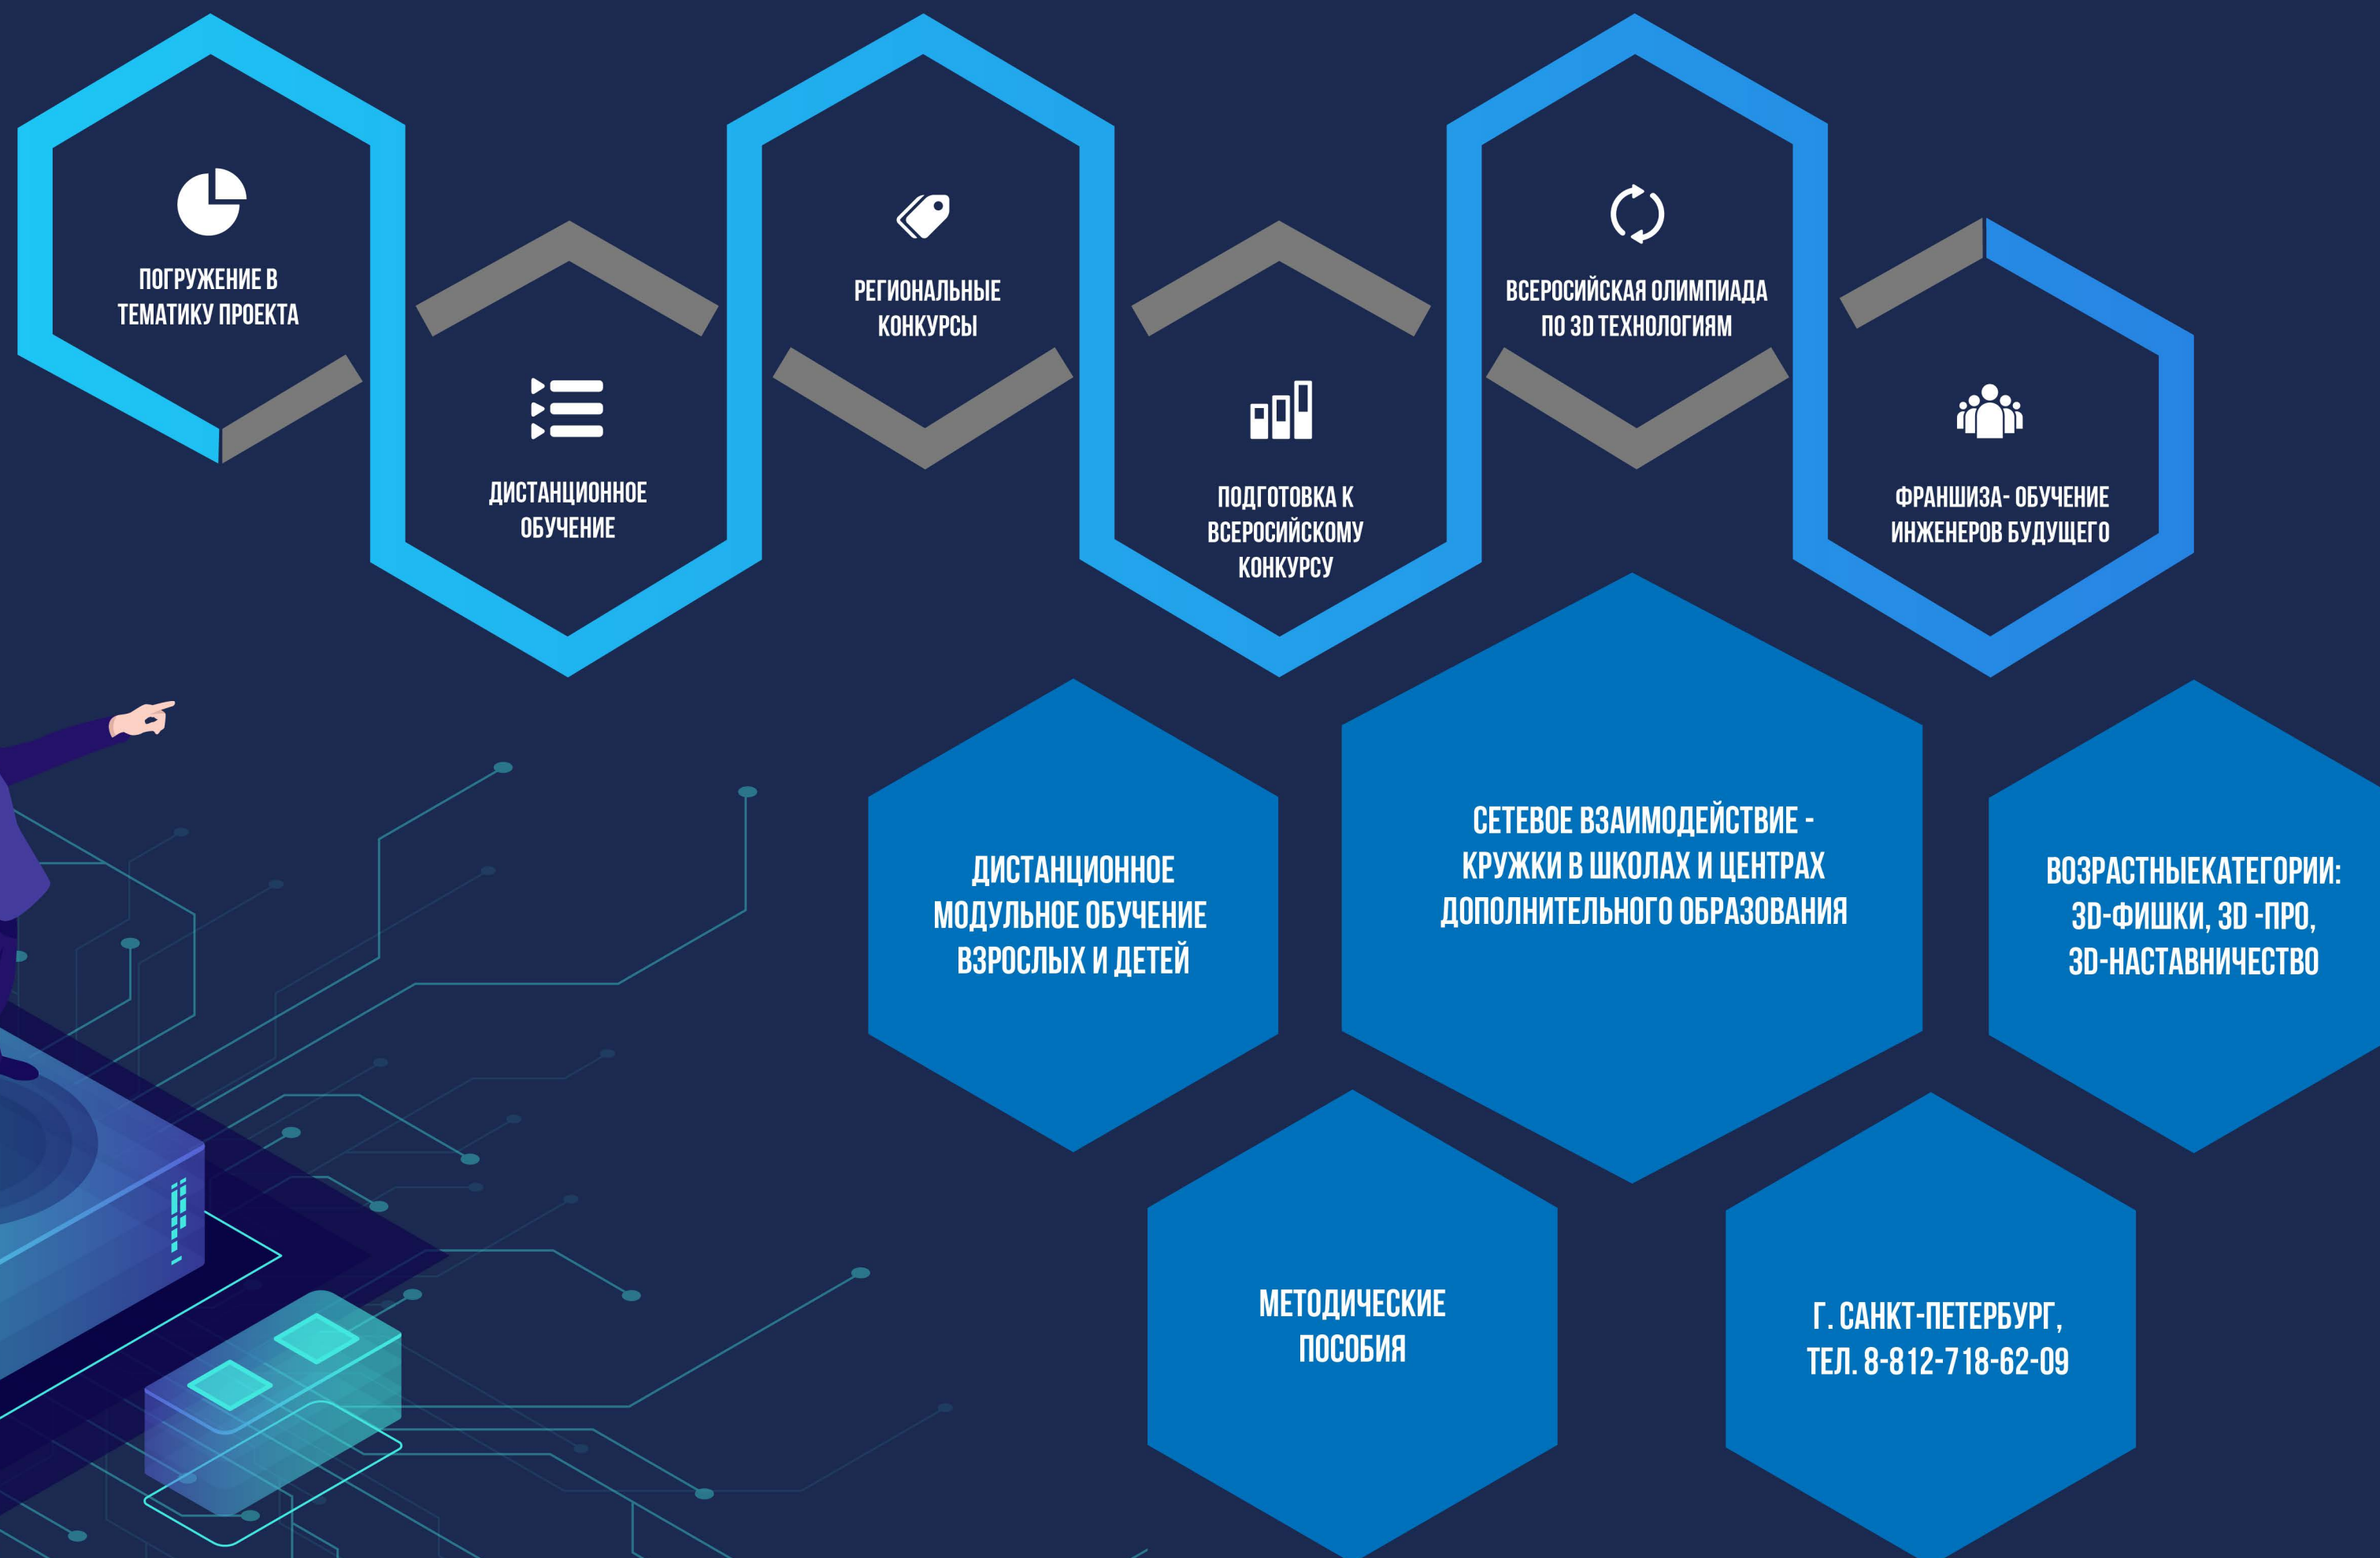 ПОГРУЖЕНИЕ В
ТЕМАТИКУ ПРОЕКТА
ДИСТАНЦИОННОЕ
ОБУЧЕНИЕ
РЕГИОНАЛЬНЫЕ
КОНКУРСЫ
ПОДГОТОВКА К
ВСЕРОСИЙСКОМУ
КОНКУРСУ
ВСЕРОСИЙСКАЯ ОЛИМПИАДА
ПО 3D ТЕХНОЛОГИЯМ
ФРАНШИЗА- ОБУЧЕНИЕ
ИНЖЕНЕРОВ БУДУЩЕГО
ДИСТАНЦИОННОЕ
МОДУЛЬНОЕ ОБУЧЕНИЕ
ВЗРОСЛЫХ И ДЕТЕЙ
СЕТЕВОЕ ВЗАИМОДЕЙСТВИЕ -
КРУЖКИ В ШКОЛАХ И ЦЕНТРАХ
ДОПОЛНИТЕЛЬНОГО ОБРАЗОВАНИЯ
ВОЗРАСТНЫЕКАТЕГОРИИ:
3D-ФИШКИ, 3D -ПРО,
3D-НАСТАВНИЧЕСТВО
МЕТОДИЧЕСКИЕ
ПОСОБИЯ
Г. САНКТ-ПЕТЕРБУРГ,
ТЕЛ. 8-812-718-62-09